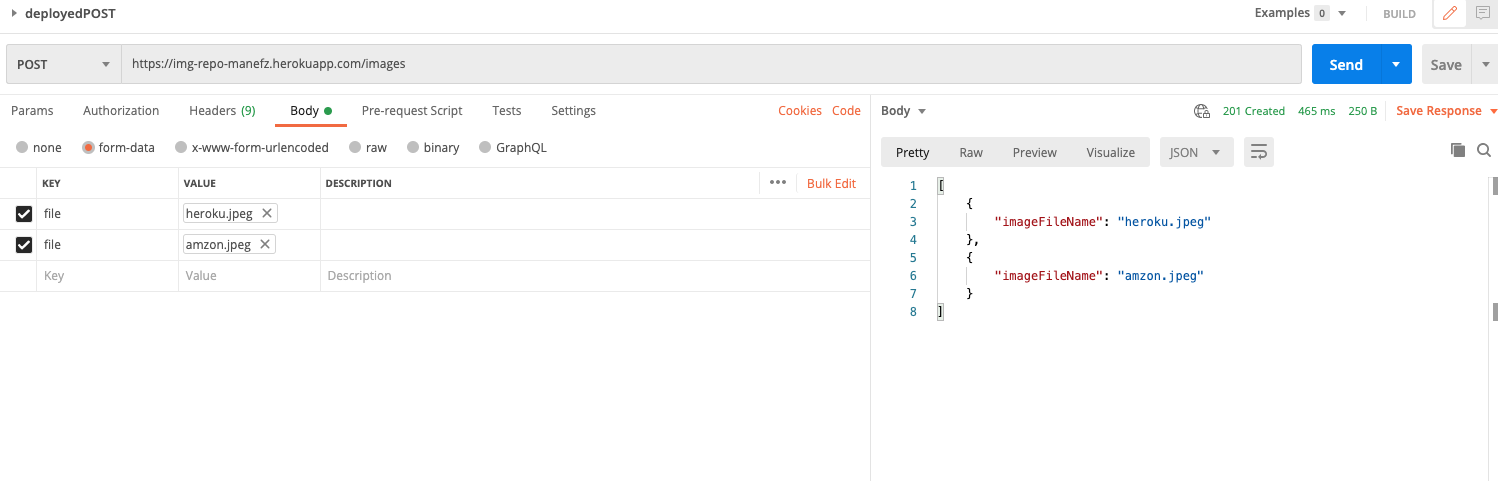 deployedPOST Examples 0 BUILD
POST https://img-repo-manefz.herokuapp.com/images Send Save
Params Authorization Headers (9) Body Pre-request Script Tests Settings Cookies Code
none form-data x-www-form-urlencoded raw binary GraphQL
KEY VALUE DESCRIPTION ••• Bulk Edit
file heroku.jpeg ✕
file amzon.jpeg ✕
Key Value Description
Body 201 Created 465 ms 250 B Save Response
Pretty Raw Preview Visualize JSON
1 [
2 {
3 "imageFileName": "heroku.jpeg"
4 },
5 {
6 "imageFileName": "amzon.jpeg"
7 }
8 ]